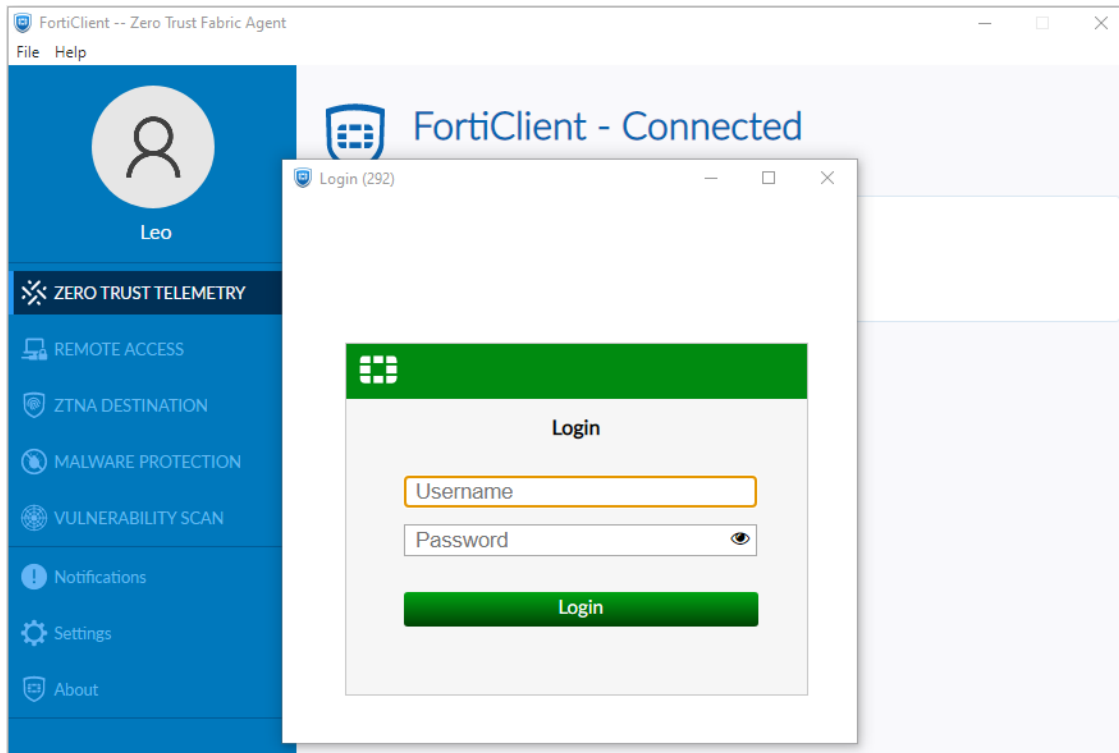 FortiClient -- Zero Trust Fabric Agent
File Help
FortiClient - Connected
Login (292)
Leo
ZERO TRUST TELEMETRY
REMOTE ACCESS
ZTNA DESTINATION
MALWARE PROTECTION
VULNERABILITY SCAN
Notifications
Settings
About
Login
Username
Password
Login